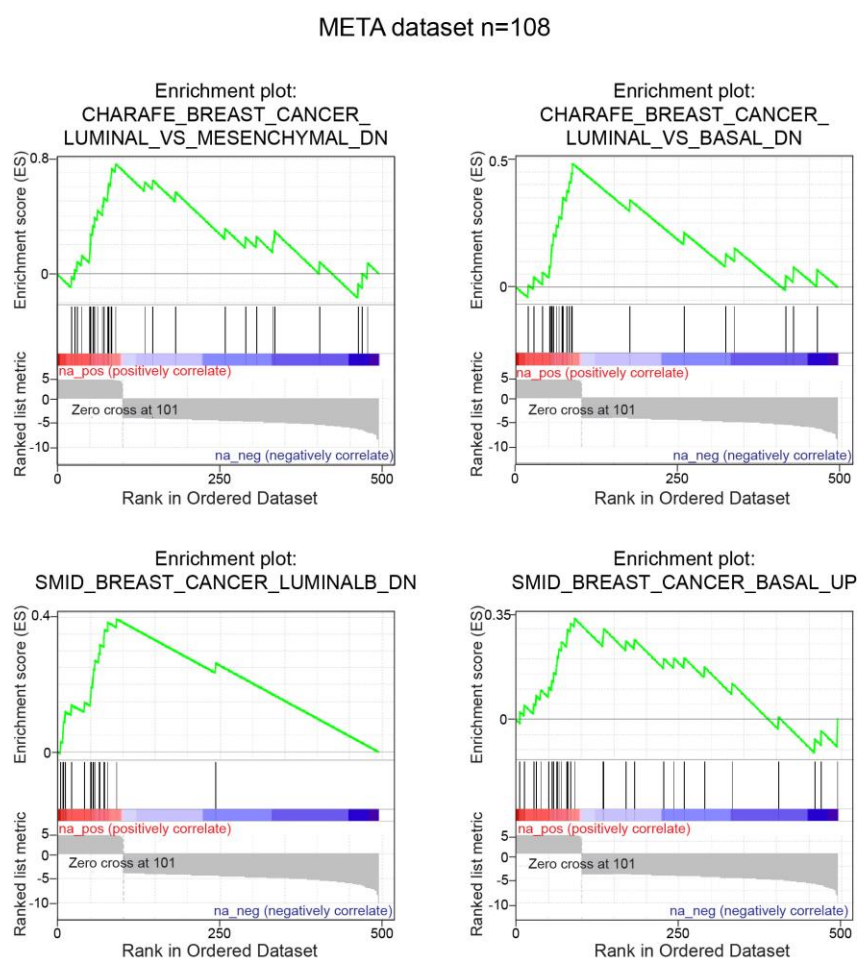 META dataset n=108
Enrichment plot:
CHARAFE_BREAST_CANCER_
LUMINAL_VS_MESENCHYMAL_DN
Enrichment score (ES)
0.8
0
na_pos (positively correlate)
Ranked list metric
5
0
-5
-10
Zero cross at 101
na_neg (negatively correlate)
0
250
500
Rank in Ordered Dataset
Enrichment plot:
CHARAFE_BREAST_CANCER_
LUMINAL_VS_BASAL_DN
Enrichment score (ES)
0.5
0
na_pos (positively correlate)
Ranked list metric
5
0
-5
-10
Zero cross at 101
na_neg (negatively correlate)
0
250
500
Rank in Ordered Dataset
Enrichment plot:
SMID_BREAST_CANCER_LUMINALB_DN
Enrichment score (ES)
0.4
0
na_pos (positively correlate)
Ranked list metric
5
0
-5
-10
Zero cross at 101
na_neg (negatively correlate)
0
250
500
Rank in Ordered Dataset
Enrichment plot:
SMID_BREAST_CANCER_BASAL_UP
Enrichment score (ES)
0.35
0
na_pos (positively correlate)
Ranked list metric
5
0
-5
-10
Zero cross at 101
na_neg (negatively correlate)
0
250
500
Rank in Ordered Dataset